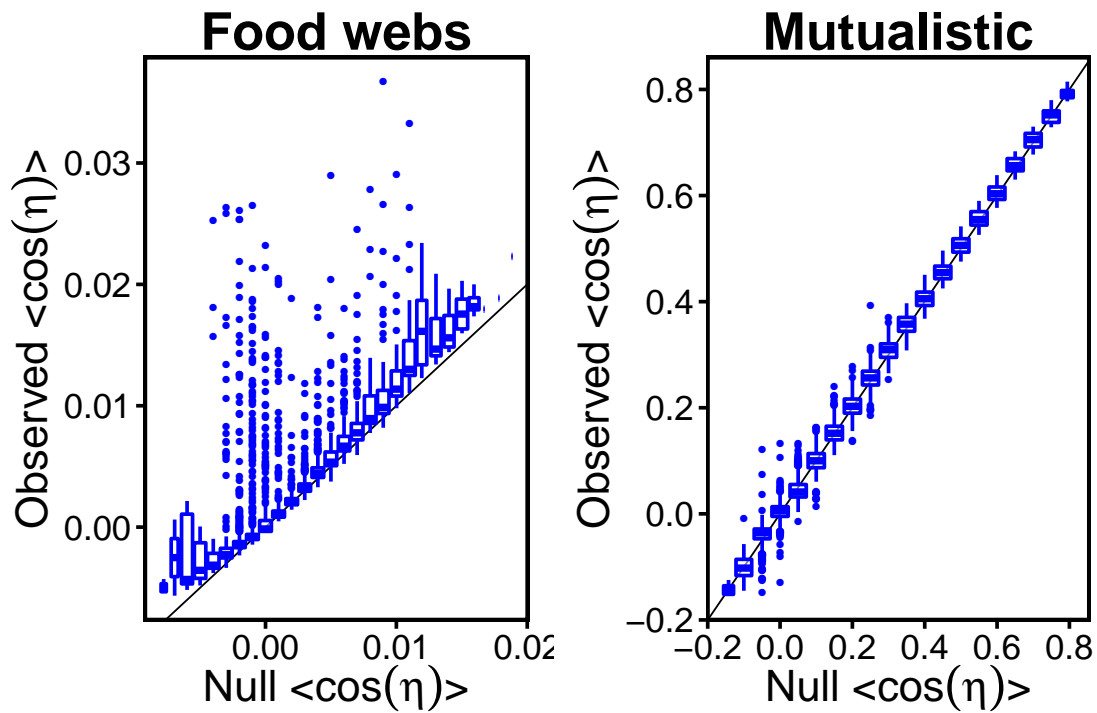 Food webs
Observed <cos(η)>
0.03
0.02
0.01
0.00
0.00 0.01 0.02
Null <cos(η)>
Mutualistic
Observed <cos(η)>
0.8
0.6
0.4
0.2
0.0
−0.2
−0.2 0.0 0.2 0.4 0.6 0.8
Null <cos(η)>